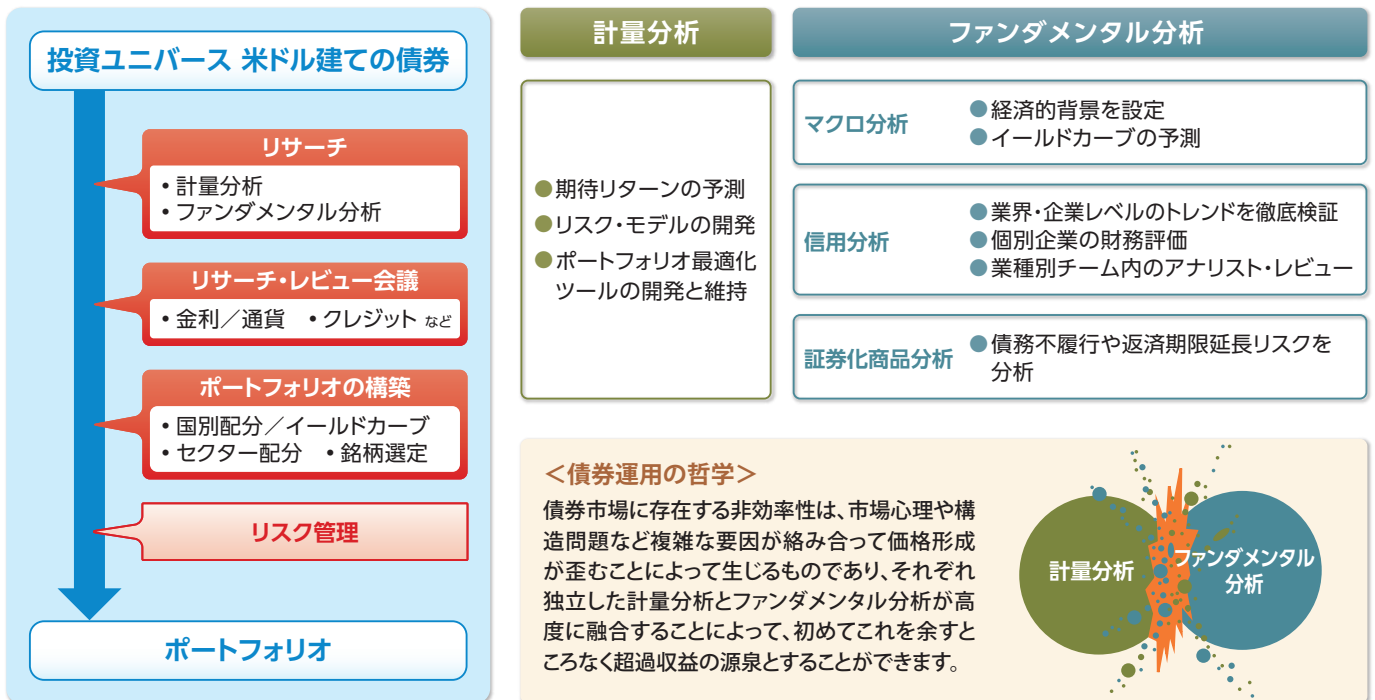 投資ユニバース 米ドル建ての債券
リサーチ
• 計量分析
• ファンダメンタル分析
リサーチ・レビュー会議
• 金利／通貨 • クレジット など
ポートフォリオの構築
• 国別配分／イールドカーブ
• セクター配分 • 銘柄選定
リスク管理
ポートフォリオ
計量分析
●期待リターンの予測
●リスク・モデルの開発
●ポートフォリオ最適化
ツールの開発と維持
ファンダメンタル分析
マクロ分析
●経済的背景を設定
●イールドカーブの予測
信用分析
●業界・企業レベルのトレンドを徹底検証
●個別企業の財務評価
●業種別チーム内のアナリスト・レビュー
証券化商品分析
●債務不履行や返済期限延長リスクを
分析
＜債券運用の哲学＞
債券市場に存在する非効率性は、市場心理や構
造問題など複雑な要因が絡み合って価格形成
が歪むことによって生じるものであり、それぞれ
独立した計量分析とファンダメンタル分析が高
度に融合することによって、初めてこれを余すと
ころなく超過収益の源泉とすることができます。
計量分析
ファンダメンタル
分析